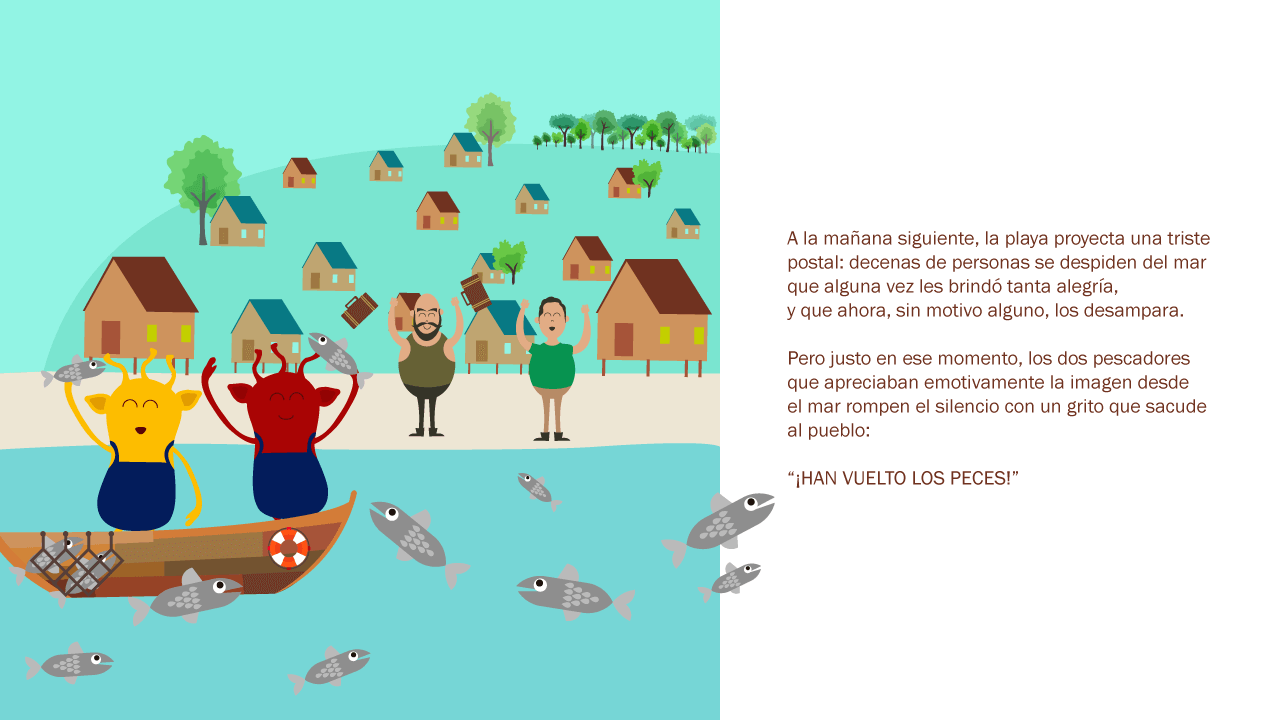 A la mañana siguiente, la playa proyecta una triste
postal: decenas de personas se despiden del mar
que alguna vez les brindó tanta alegría,
y que ahora, sin motivo alguno, los desampara.
Pero justo en ese momento, los dos pescadores
que apreciaban emotivamente la imagen desde
el mar rompen el silencio con un grito que sacude
al pueblo:
“¡HAN VUELTO LOS PECES!”